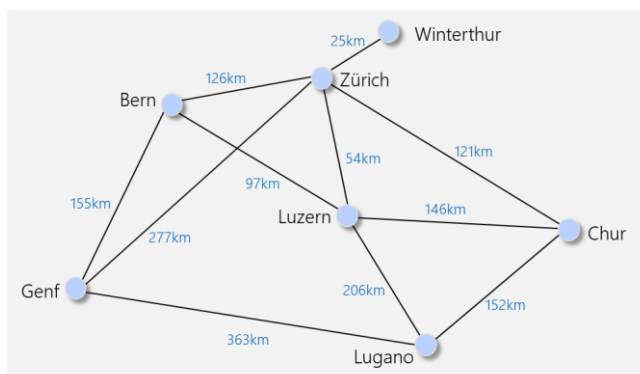 Winterthur
25km
Zürich
126km
Bern
54km
121km
97km
155km
Luzern
146km
Chur
277km
Genf
206km
152km
363km
Lugano